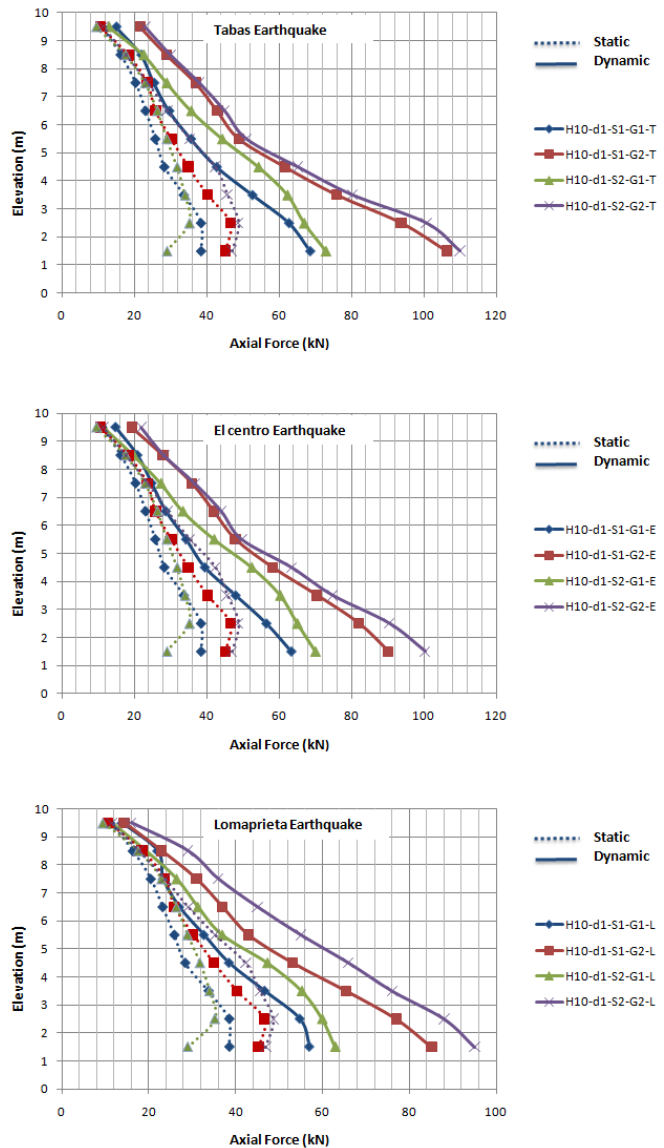 Tabas Earthquake
Static
Dynamic
10
9
8
7
6
5
4
3
2
1
0
Elevation (m)
0 20 40 60 80 100 120
Axial Force (kN)
H10-d1-S1-G1-T
H10-d1-S1-G2-T
H10-d1-S2-G1-T
H10-d1-S2-G2-T
El centro Earthquake
Static
Dynamic
10
9
8
7
6
5
4
3
2
1
0
Elevation (m)
0 20 40 60 80 100 120
Axial Force (kN)
H10-d1-S1-G1-E
H10-d1-S1-G2-E
H10-d1-S2-G1-E
H10-d1-S2-G2-E
Lomaprieta Earthquake
Static
Dynamic
10
9
8
7
6
5
4
3
2
1
0
Elevation (m)
0 20 40 60 80 100
Axial Force (kN)
H10-d1-S1-G1-L
H10-d1-S1-G2-L
H10-d1-S2-G1-L
H10-d1-S2-G2-L